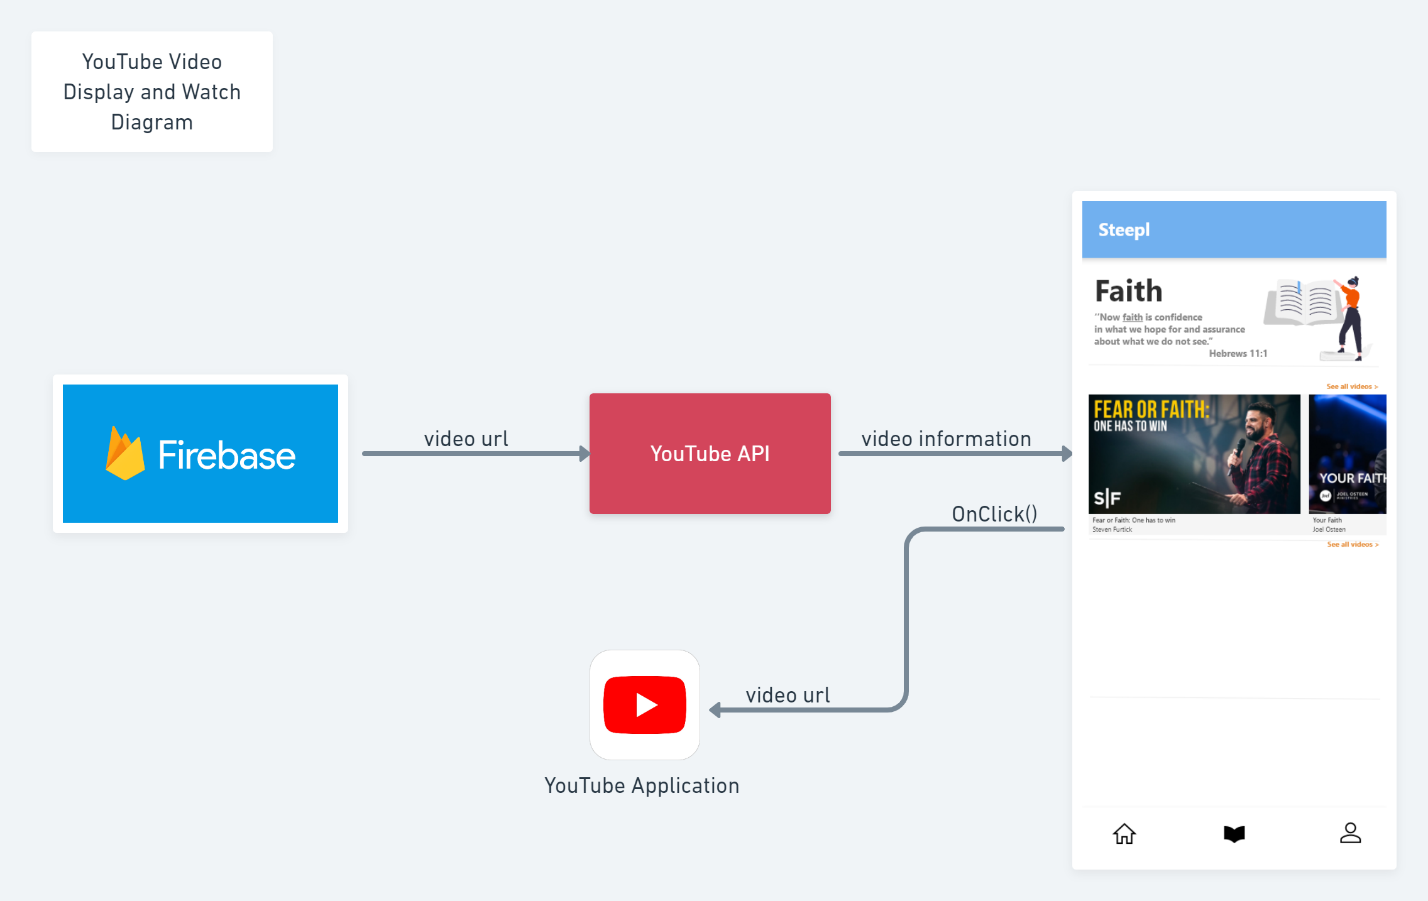 YouTube Video
Display and Watch
Diagram
Steepl
Faith
"Now faith is confidence
in what we hope for and assurance
about what we do not see."
Hebrews 11:1
See all videos >
FEAR OR FAITH:
ONE HAS TO WIN
S|F
YOUR FAITH
JOEL OSTEEN
MINISTRIES
Fear or Faith: One has to win
Steven Furtick
Your Faith
Joel Osteen
See all videos >
Firebase
video url
YouTube API
video information
OnClick()
video url
YouTube Application